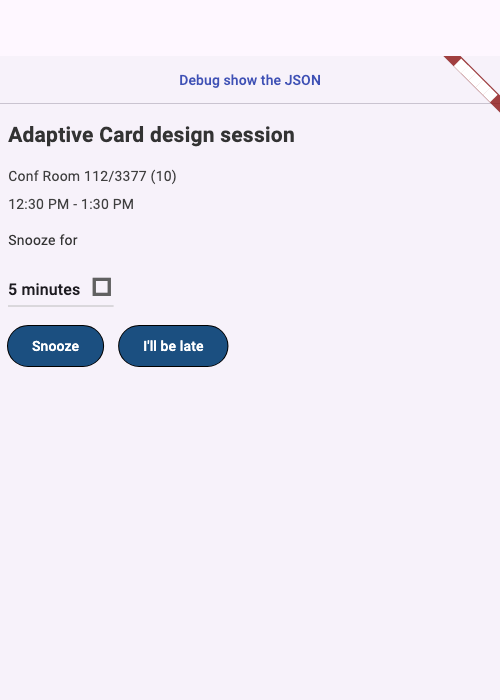 Debug show the JSON
Adaptive Card design session
Conf Room 112/3377 (10)
12:30 PM - 1:30 PM
Snooze for
5 minutes
Snooze
I'll be late